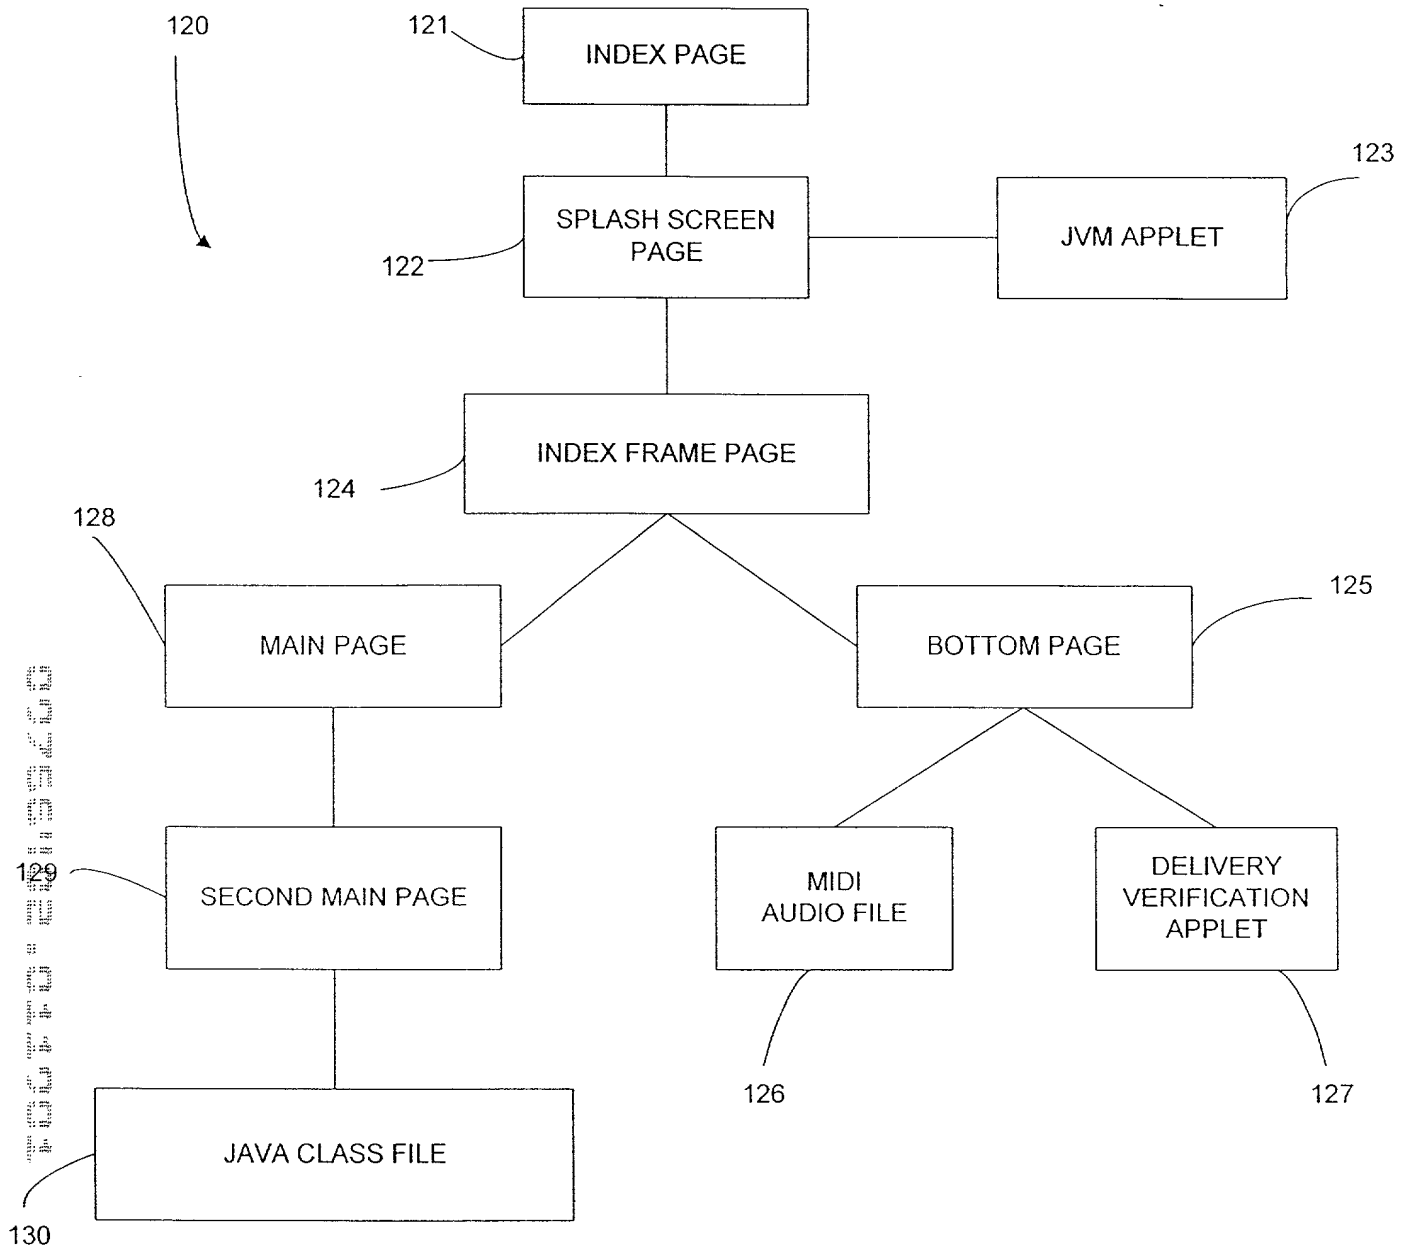 120
121
INDEX PAGE
123
SPLASH SCREEN
PAGE
122
JVM APPLET
INDEX FRAME PAGE
124
128
125
MAIN PAGE
BOTTOM PAGE
129
SECOND MAIN PAGE
MIDI
AUDIO FILE
DELIVERY
VERIFICATION
APPLET
126
127
JAVA CLASS FILE
130